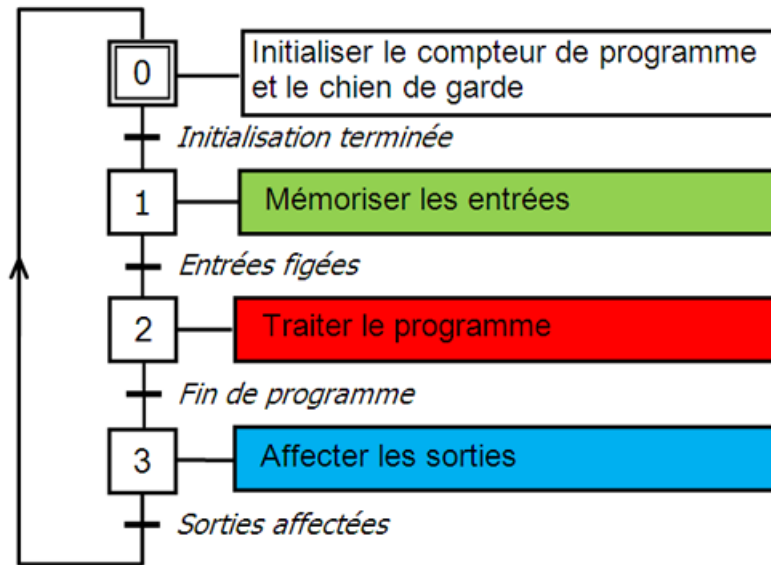 0
Initialiser le compteur de programme
et le chien de garde
Initialisation terminée
1
Mémoriser les entrées
Entrées figées
2
Traiter le programme
Fin de programme
3
Affecter les sorties
Sorties affectées